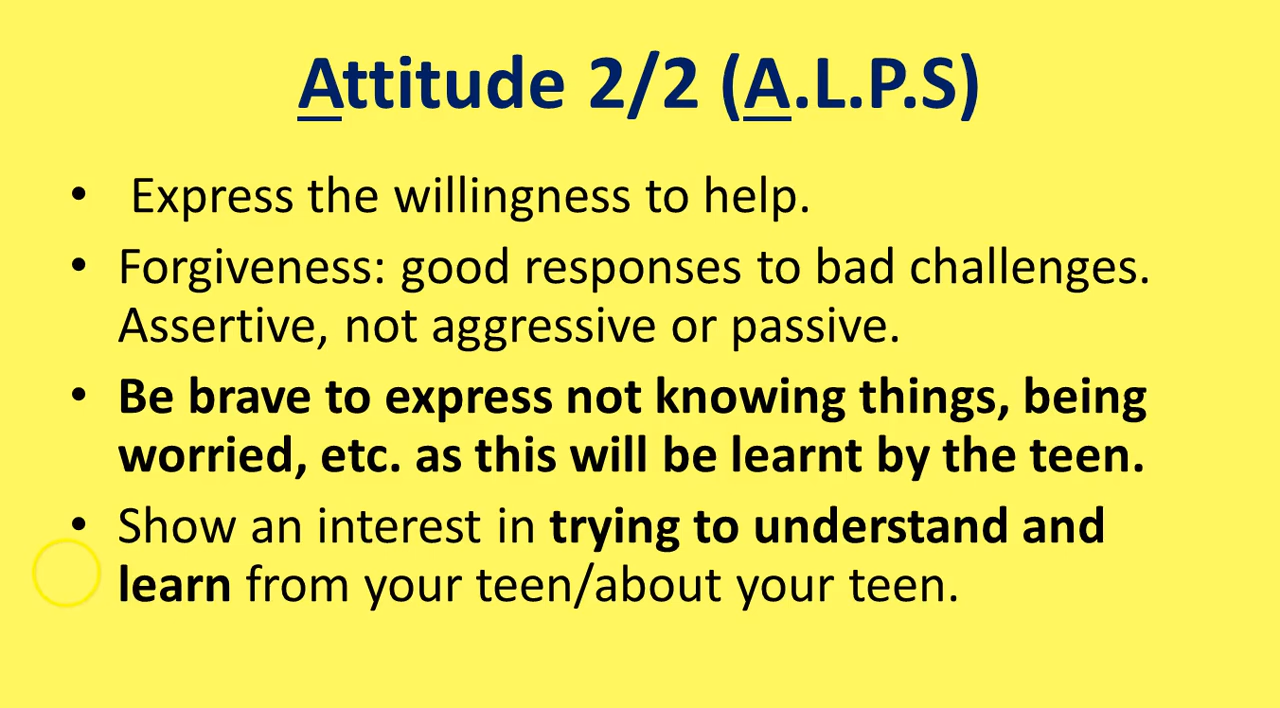 Attitude 2/2 (A.L.P.S)
• Express the willingness to help.
• Forgiveness: good responses to bad challenges.
Assertive, not aggressive or passive.
• Be brave to express not knowing things, being
worried, etc. as this will be learnt by the teen.
• Show an interest in trying to understand and
learn from your teen/about your teen.